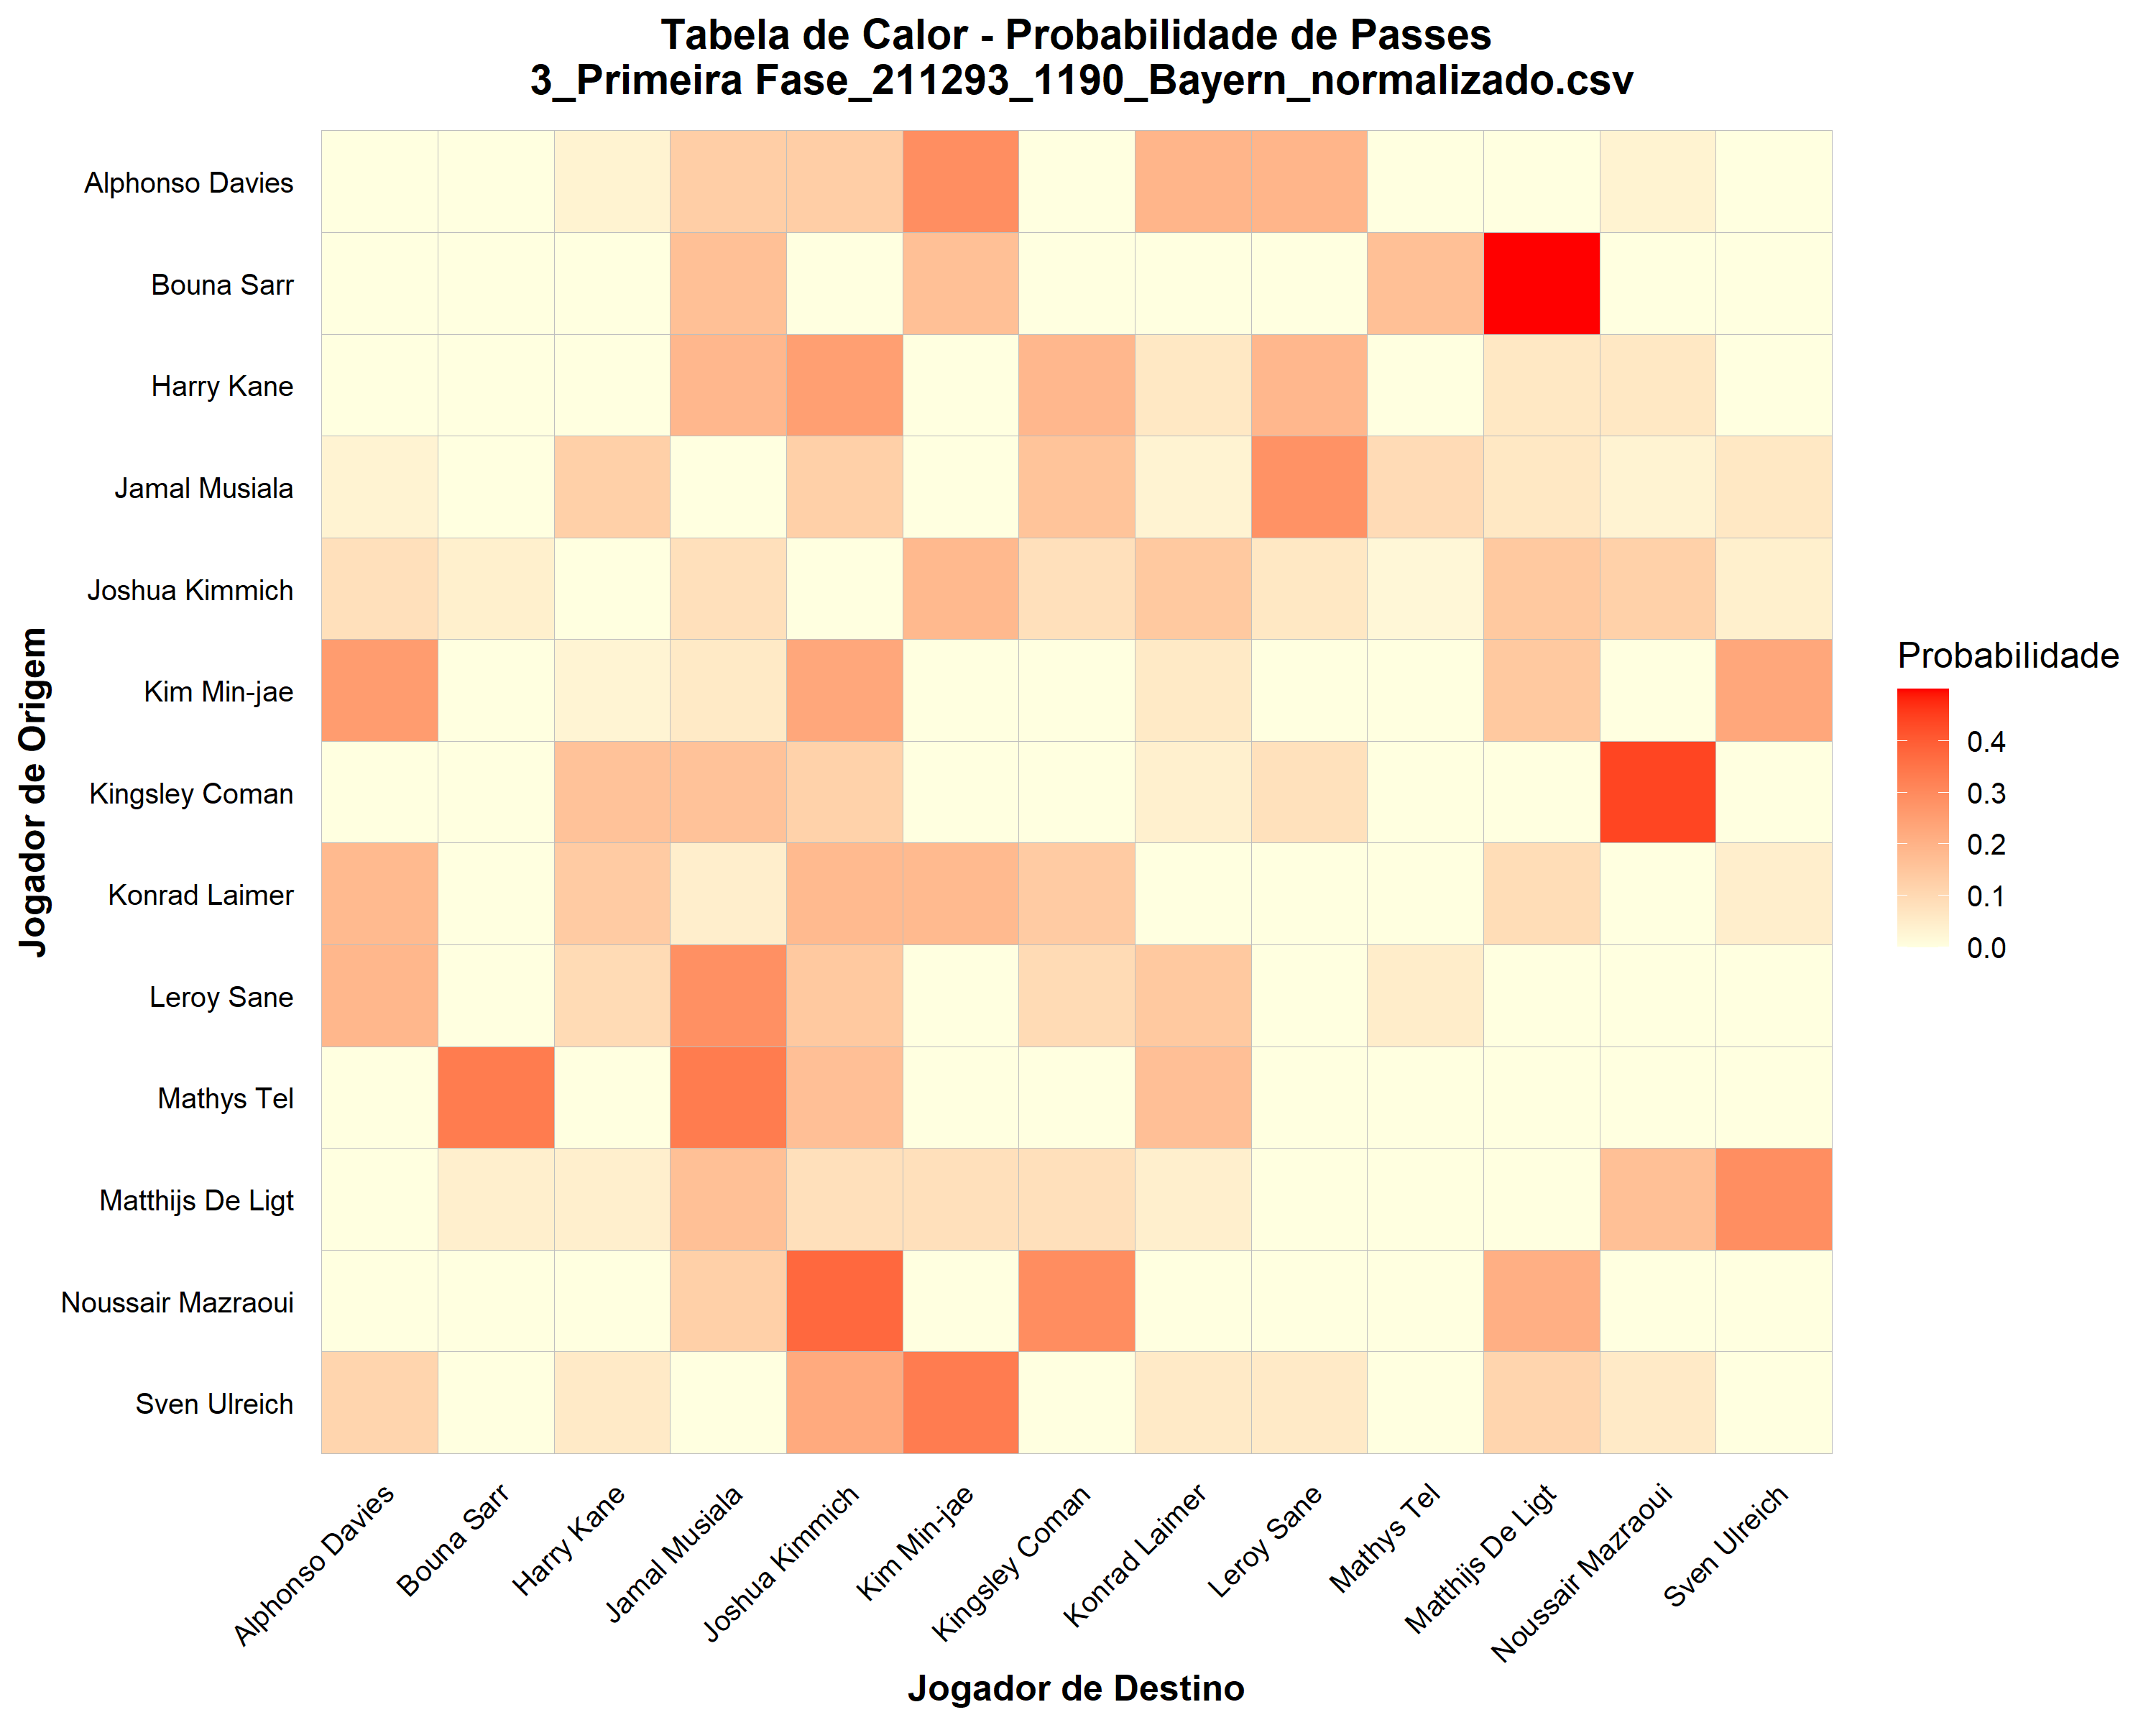 Tabela de Calor - Probabilidade de Passes
3_Primeira Fase_211293_1190_Bayern_normalizado.csv
Jogador de Origem
Alphonso Davies
Bouna Sarr
Harry Kane
Jamal Musiala
Joshua Kimmich
Kim Min-jae
Kingsley Coman
Konrad Laimer
Leroy Sane
Mathys Tel
Matthijs De Ligt
Noussair Mazraoui
Sven Ulreich
Alphonso Davies
Bouna Sarr
Harry Kane
Jamal Musiala
Joshua Kimmich
Kim Min-jae
Kingsley Coman
Konrad Laimer
Leroy Sane
Mathys Tel
Matthijs De Ligt
Noussair Mazraoui
Sven Ulreich
Jogador de Destino
Probabilidade
0.4
0.3
0.2
0.1
0.0